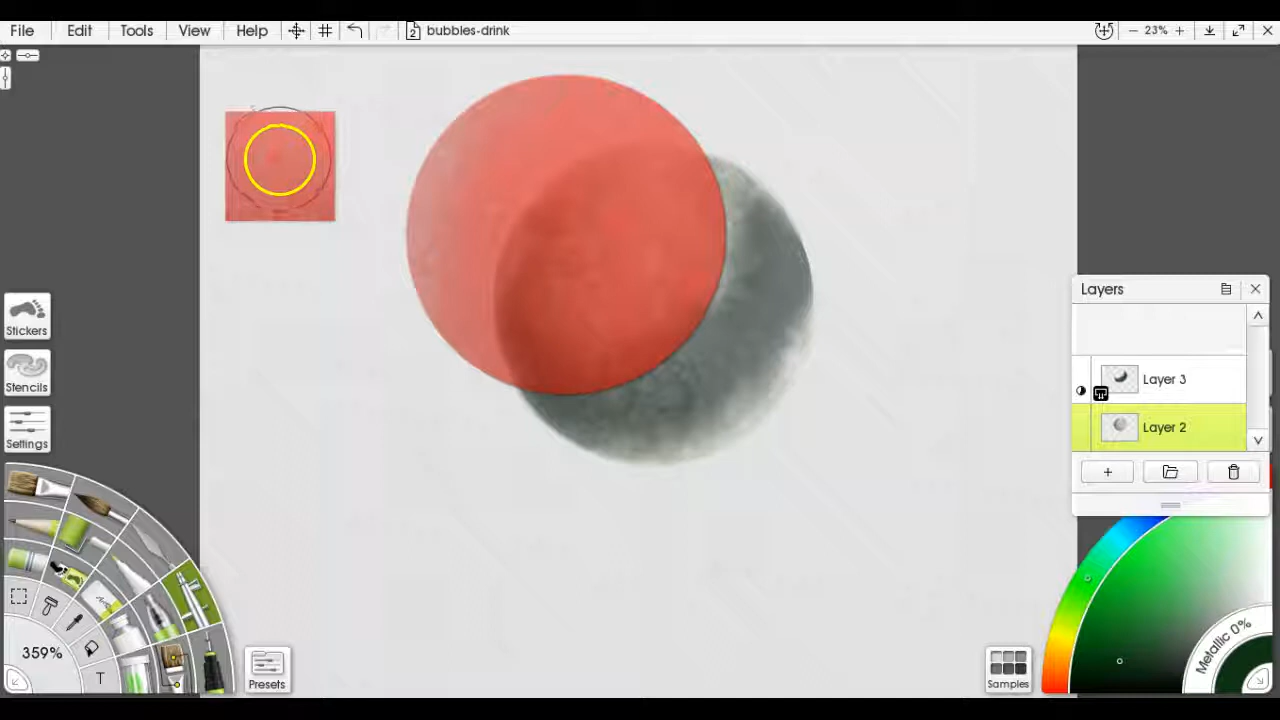 File Edit Tools View Help 2 bubbles-drink 23%
Stickers
Stencils
Settings
Layers
Layer 3
Layer 2
359%
T
Presets
Samples
Metallic 0%